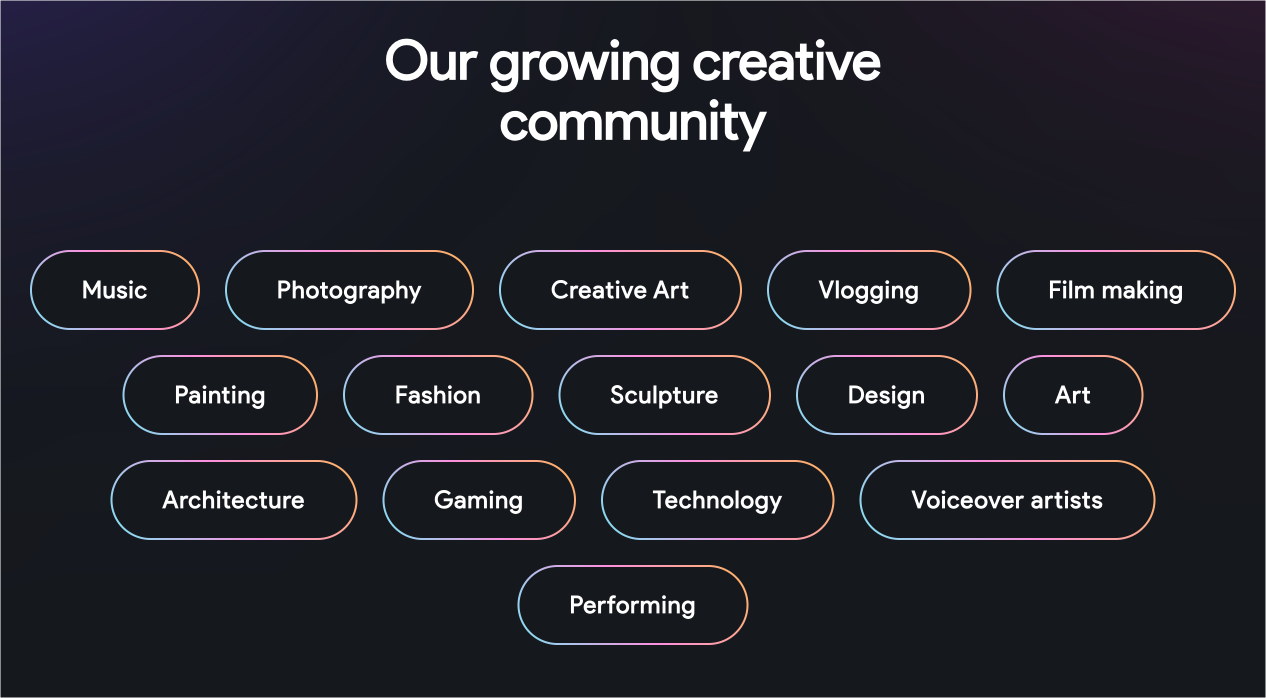 Our growing creative
community
Music Photography Creative Art Vlogging Film making
Painting Fashion Sculpture Design Art
Architecture Gaming Technology Voiceover artists
Performing